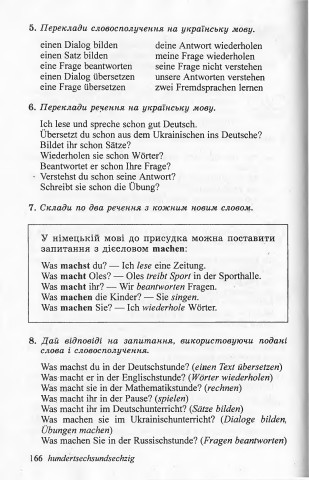 5. Переклади словосполучення на українську мову.
einen Dialog bilden
einen Satz bilden
eine Frage beantworten
einen Dialog übersetzen
eine Frage übersetzen
deine Antwort wiederholen
meine Frage wiederholen
seine Frage nicht verstehen
unsere Antworten verstehen
zwei Fremdsprachen lernen
6. Переклади речення на українську мову.
Ich lese und spreche schon gut Deutsch.
Übersetzt du schon aus dem Ukrainischen ins Deutsche?
Bildet ihr schon Sätze?
Wiederholen sie schon Wörter?
Beantwortet er schon Ihre Frage?
Verstehst du schon seine Antwort?
Schreibt sie schon die Übung?
7. Склади по два речення з кожним новим словом.
У німецькій мові до присудка можна поставити
запитання з дієсловом machen:
Was machst du? — Ich lese eine Zeitung.
Was macht Oles? — Oles treibt Sport in der Sporthalle.
Was macht ihr? — Wir beantworten Fragen.
Was machen die Kinder? — Sie singen.
Was machen Sie? — Ich wiederhole Wörter.
8. Дай відповіді на запитання, використовуючи подані
слова і словосполучення.
Was machst du in der Deutschstunde? (einen Text übersetzen)
Was macht er in der Englischstunde? (Wörter wiederholen)
Was macht sie in der Mathematikstunde? (rechnen)
Was macht ihr in der Pause? (spielen)
Was macht ihr im Deutschunterricht? (Sätze bilden)
Was machen sie im Ukrainischunterricht? (Dialoge bilden,
Übungen machen)
Was machen Sie in der Russischstunde? (Fragen beantworten)
166 hundertsechsundsechzig